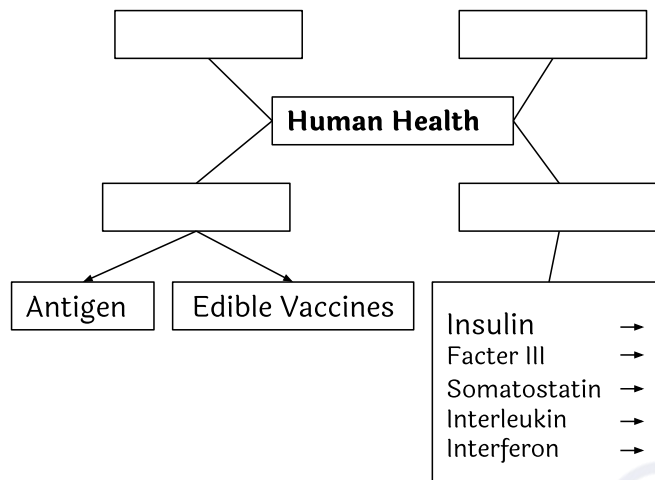 Human Health
Antigen
Edible Vaccines
Insulin
Facter III
Somatostatin
Interleukin
Interferon